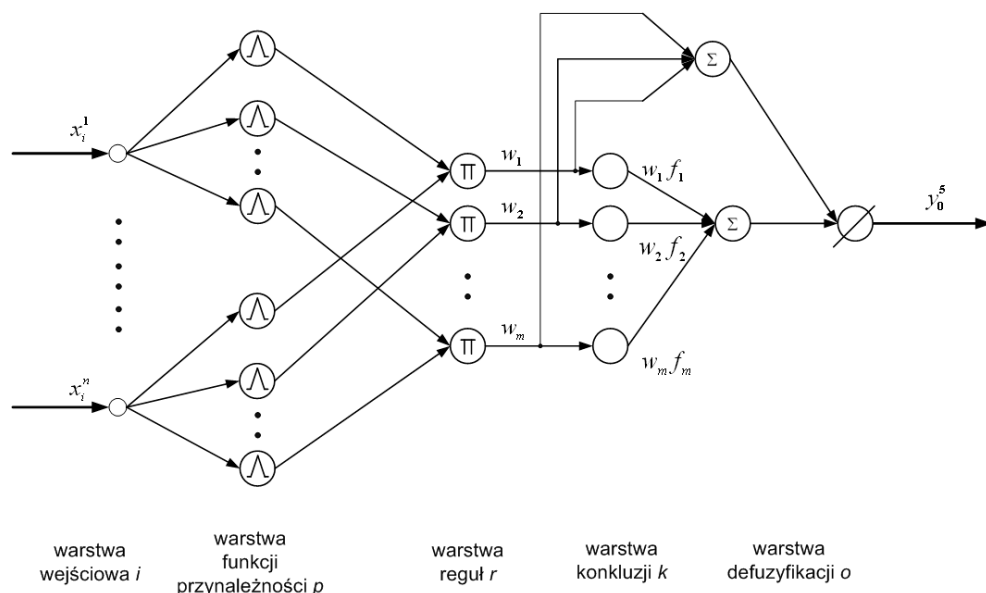 x_i^1
x_i^n
Π
Π
Π
w_1
w_2
w_m
w_1 f_1
w_2 f_2
w_m f_m
Σ
Σ
y_0^5
warstwa
wejściowa i
warstwa
funkcji
przynależności p
warstwa
reguł r
warstwa
konkluzji k
warstwa
defuzyfikacji o